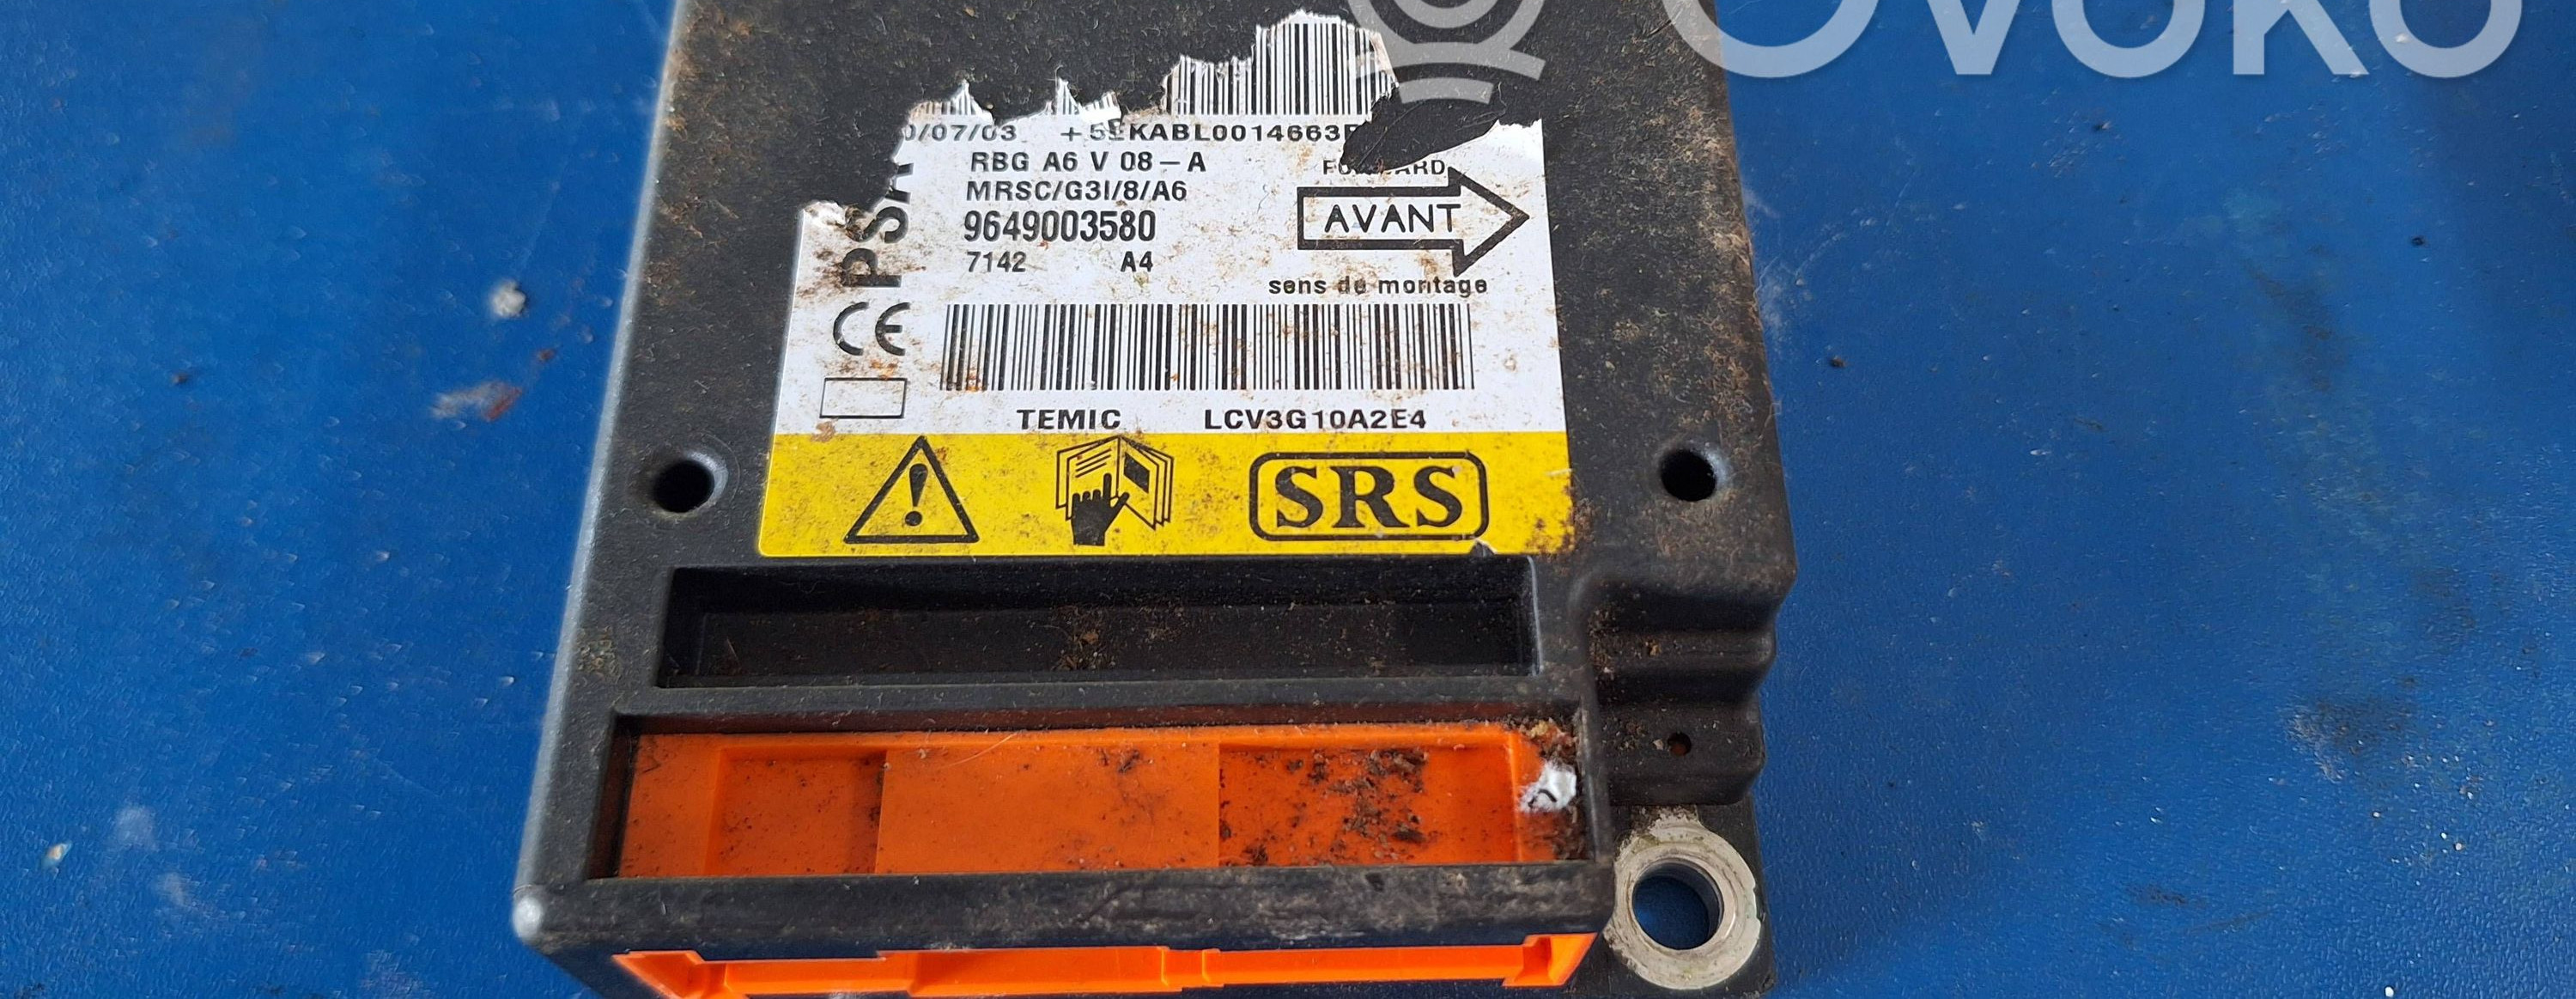 Ovoko
0/07/03 +5EKABL0014663
RBG A6 V 08-A
MRSC/G3I/8/A6
9649003580
7142 A4
PSA
CE
AVANT
sens de montage
TEMIC LCV3G10A2E4
SRS